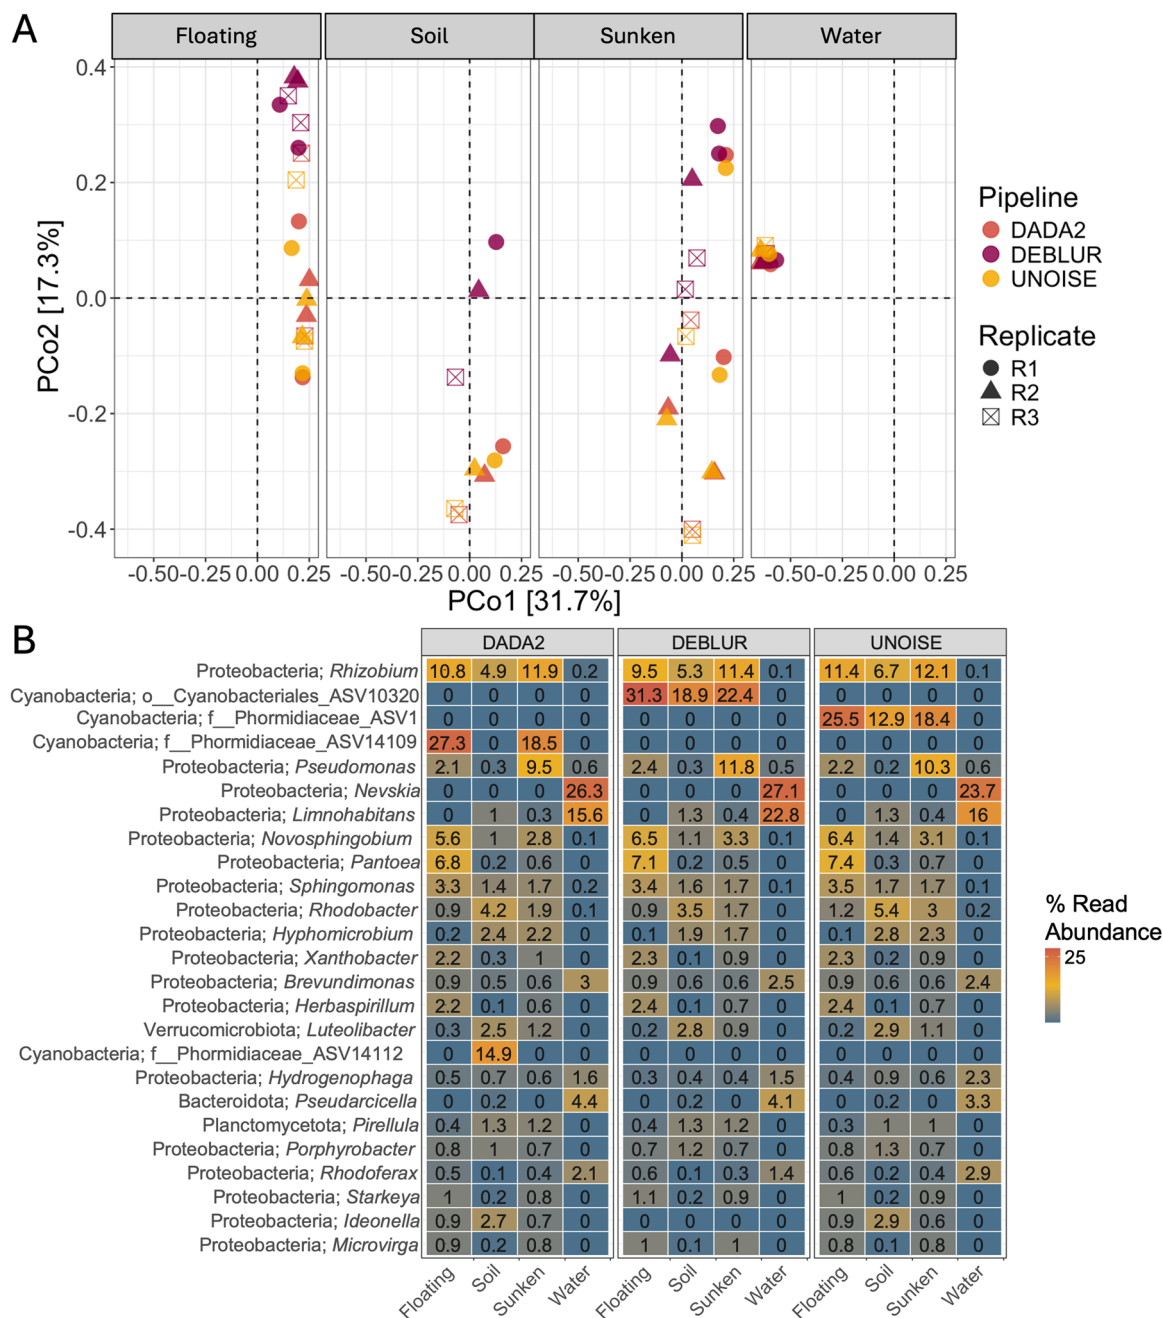 A
Floating Soil Sunken Water
0.4
0.2
0.0
-0.2
-0.4
PCo2 [17.3%]
-0.50 -0.25 0.00 0.25 -0.50 -0.25 0.00 0.25 -0.50 -0.25 0.00 0.25 -0.50 -0.25 0.00 0.25
PCo1 [31.7%]
Pipeline
DADA2
DEBLUR
UNOISE
Replicate
R1
R2
R3
B
DADA2 DEBLUR UNOISE
Proteobacteria; Rhizobium 10.8 4.9 11.9 0.2 9.5 5.3 11.4 0.1 11.4 6.7 12.1 0.1
Cyanobacteria; o__Cyanobacteriales_ASV10320 0 0 0 0 31.3 18.9 22.4 0 0 0 0 0
Cyanobacteria; f__Phormidiaceae_ASV1 0 0 0 0 0 0 0 0 25.5 12.9 18.4 0
Cyanobacteria; f__Phormidiaceae_ASV14109 27.3 0 18.5 0 0 0 0 0 0 0 0 0
Proteobacteria; Pseudomonas 2.1 0.3 9.5 0.6 2.4 0.3 11.8 0.5 2.2 0.2 10.3 0.6
Proteobacteria; Nevskia 0 0 0 26.3 0 0 0 27.1 0 0 0 23.7
Proteobacteria; Limnohabitans 0 1 0.3 15.6 0 1.3 0.4 22.8 0 1.3 0.4 16
Proteobacteria; Novosphingobium 5.6 1 2.8 0.1 6.5 1.1 3.3 0.1 6.4 1.4 3.1 0.1
Proteobacteria; Pantoea 6.8 0.2 0.6 0 7.1 0.2 0.5 0 7.4 0.3 0.7 0
Proteobacteria; Sphingomonas 3.3 1.4 1.7 0.2 3.4 1.6 1.7 0.1 3.5 1.7 1.7 0.1
Proteobacteria; Rhodobacter 0.9 4.2 1.9 0.1 0.9 3.5 1.7 0 1.2 5.4 3 0.2
Proteobacteria; Hyphomicrobium 0.2 2.4 2.2 0 0.1 1.9 1.7 0 0.1 2.8 2.3 0
Proteobacteria; Xanthobacter 2.2 0.3 1 0 2.3 0.1 0.9 0 2.3 0.2 0.9 0
Proteobacteria; Brevundimonas 0.9 0.5 0.6 3 0.9 0.6 0.6 2.5 0.9 0.6 0.6 2.4
Proteobacteria; Herbaspirillum 2.2 0.1 0.6 0 2.4 0.1 0.7 0 2.4 0.1 0.7 0
Verrucomicrobiota; Luteolibacter 0.3 2.5 1.2 0 0.2 2.8 0.9 0 0.2 2.9 1.1 0
Cyanobacteria; f__Phormidiaceae_ASV14112 0 14.9 0 0 0 0 0 0 0 0 0 0
Proteobacteria; Hydrogenophaga 0.5 0.7 0.6 1.6 0.3 0.4 0.4 1.5 0.4 0.9 0.6 2.3
Bacteroidota; Pseudarcicella 0 0.2 0 4.4 0 0.2 0 4.1 0 0.2 0 3.3
Planctomycetota; Pirellula 0.4 1.3 1.2 0 0.4 1.3 1.2 0 0.3 1 1 0
Proteobacteria; Porphyrobacter 0.8 1 0.7 0 0.7 1.2 0.7 0 0.8 1.3 0.7 0
Proteobacteria; Rhodoferax 0.5 0.1 0.4 2.1 0.6 0.1 0.3 1.4 0.6 0.2 0.4 2.9
Proteobacteria; Starkeya 1 0.2 0.8 0 1.1 0.2 0.9 0 1 0.2 0.9 0
Proteobacteria; Ideonella 0.9 2.7 0.7 0 0 0 0 0 0.9 2.9 0.6 0
Proteobacteria; Microvirga 0.9 0.2 0.8 0 1 0.1 1 0 0.8 0.1 0.8 0
Floating Soil Sunken Water Floating Soil Sunken Water Floating Soil Sunken Water
% Read
Abundance
25